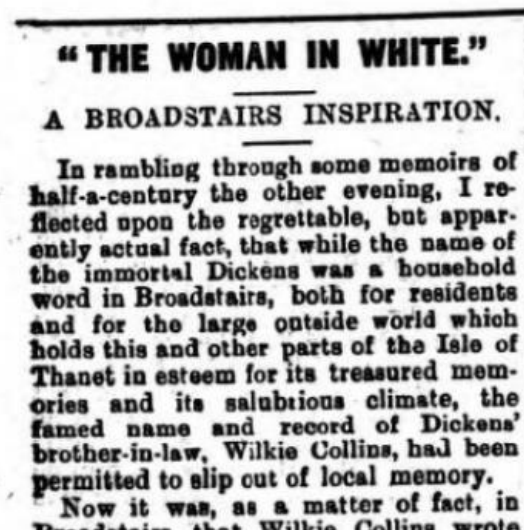 "THE WOMAN IN WHITE."
A BROADSTAIRS INSPIRATION.
In rambling through some memoirs of
half-a-century the other evening, I re-
flected upon the regrettable, but appar-
ently actual fact, that while the name of
the immortal Dickens was a household
word in Broadstairs, both for residents
and for the large outside world which
holds this and other parts of the Isle of
Thanet in esteem for its treasured mem-
ories and its salubrious climate, the
famed name and record of Dickens'
brother-in-law, Wilkie Collins, had been
permitted to slip out of local memory.
Now it was, as a matter of fact, in
Broadstairs that Wilkie Collins wrote